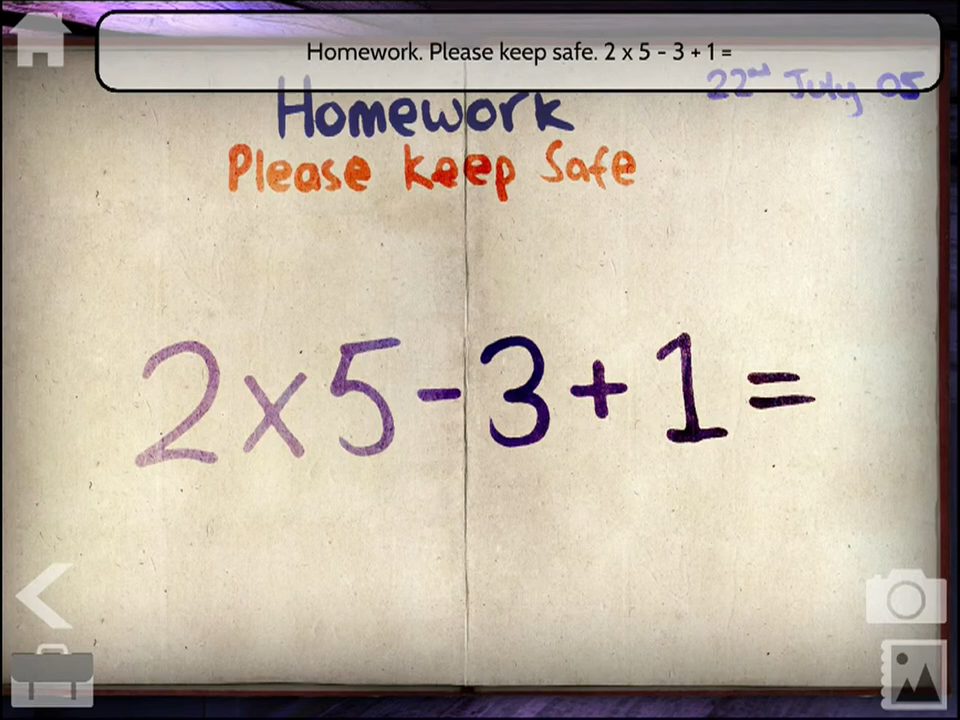 Homework. Please keep safe. 2 x 5 - 3 + 1 =
22nd July 05
Homework
Please Keep Safe
2x5-3+1=